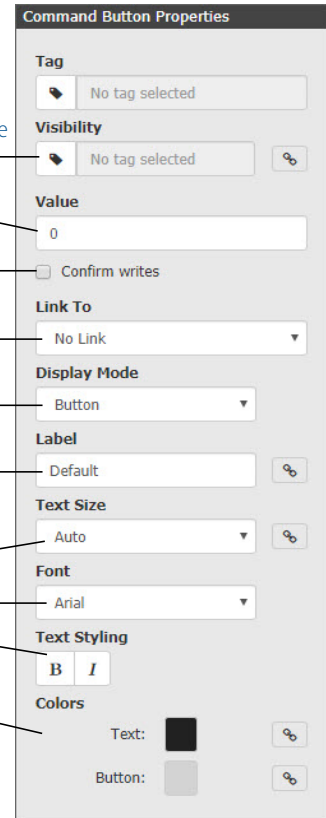 Command Button Properties
Tag
No tag selected
Visibility
e
No tag selected
Value
0
Confirm writes
Link To
No Link
Display Mode
Button
Label
Default
Text Size
Auto
Font
Arial
Text Styling
B I
Colors
Text:
Button: